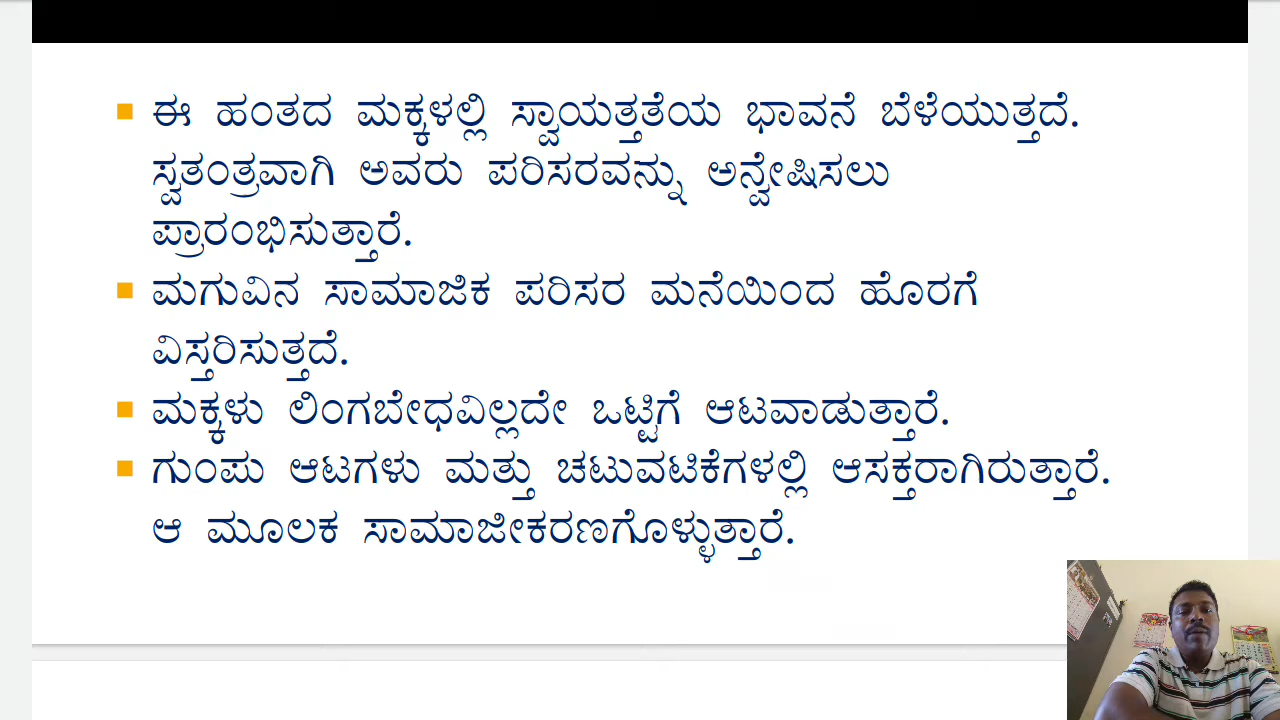 ಈ ಹಂತದ ಮಕ್ಕಳಲ್ಲಿ ಸ್ವಾಯತ್ತತೆಯ ಭಾವನೆ ಬೆಳೆಯುತ್ತದೆ.
ಸ್ವತಂತ್ರವಾಗಿ ಅವರು ಪರಿಸರವನ್ನು ಅನ್ವೇಷಿಸಲು
ಪ್ರಾರಂಭಿಸುತ್ತಾರೆ.
ಮಗುವಿನ ಸಾಮಾಜಿಕ ಪರಿಸರ ಮನೆಯಿಂದ ಹೊರಗೆ
ವಿಸ್ತರಿಸುತ್ತದೆ.
ಮಕ್ಕಳು ಲಿಂಗಬೇಧವಿಲ್ಲದೇ ಒಟ್ಟಿಗೆ ಆಟವಾಡುತ್ತಾರೆ.
ಗುಂಪು ಆಟಗಳು ಮತ್ತು ಚಟುವಟಿಕೆಗಳಲ್ಲಿ ಆಸಕ್ತರಾಗಿರುತ್ತಾರೆ.
ಆ ಮೂಲಕ ಸಾಮಾಜೀಕರಣಗೊಳ್ಳುತ್ತಾರೆ.